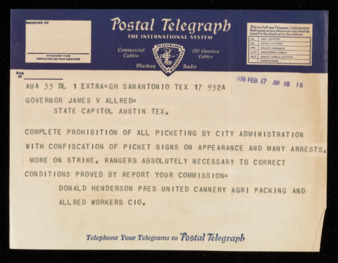 Postal Telegraph
THE INTERNATIONAL SYSTEM
Commercial Cables
All America Cables
Mackay Radio
1938 FEB 17 AM 10 16
AU4 33 DL 1 EXTRA=GH SANANTONIO TEX 17 932A
GOVERNOR JAMES V ALLRED=
STATE CAPITOL AUSTIN TEX.
COMPLETE PROHIBITION OF ALL PICKETING BY CITY ADMINISTRATION
WITH CONFISCATION OF PICKET SIGNS ON APPEARANCE AND MANY ARRESTS.
MORE ON STRIKE. RANGERS ABSOLUTELY NECESSARY TO CORRECT
CONDITIONS PROVED BY REPORT YOUR COMMISSION=
DONALD HENDERSON PRES UNITED CANNERY AGRI PACKING AND
ALLRED WORKERS CIO.
Telephone Your Telegrams to Postal Telegraph